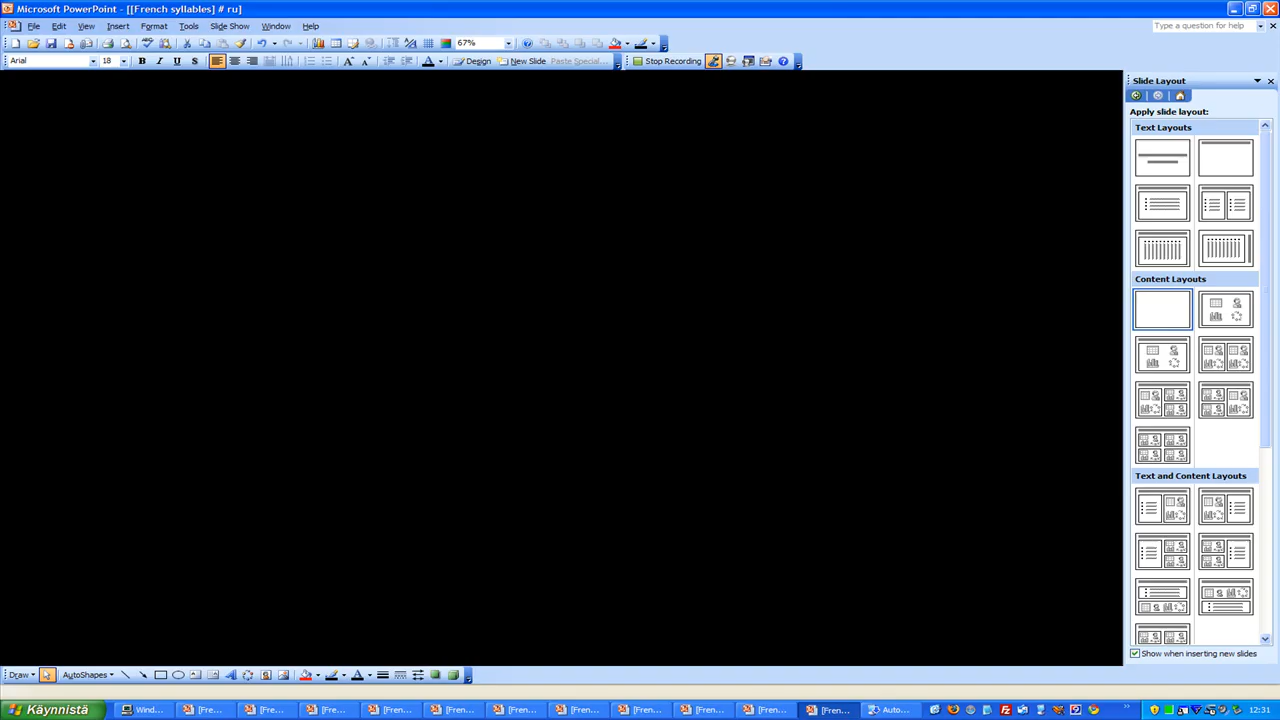 Microsoft PowerPoint - [[French syllables] # ru]
File Edit View Insert Format Tools Slide Show Window Help
Type a question for help
67%
Arial 18 B I U S A Design New Slide Paste Special... Stop Recording
Slide Layout
Apply slide layout:
Text Layouts
Content Layouts
Text and Content Layouts
Show when inserting new slides
Draw AutoShapes
Käynnistä Wind... [Fre... [Fre... [Fren... [Fren... [Fren... [Fren... [Fren... [Fren... [Fren... [Fren... [Fren... Auto... 12:31